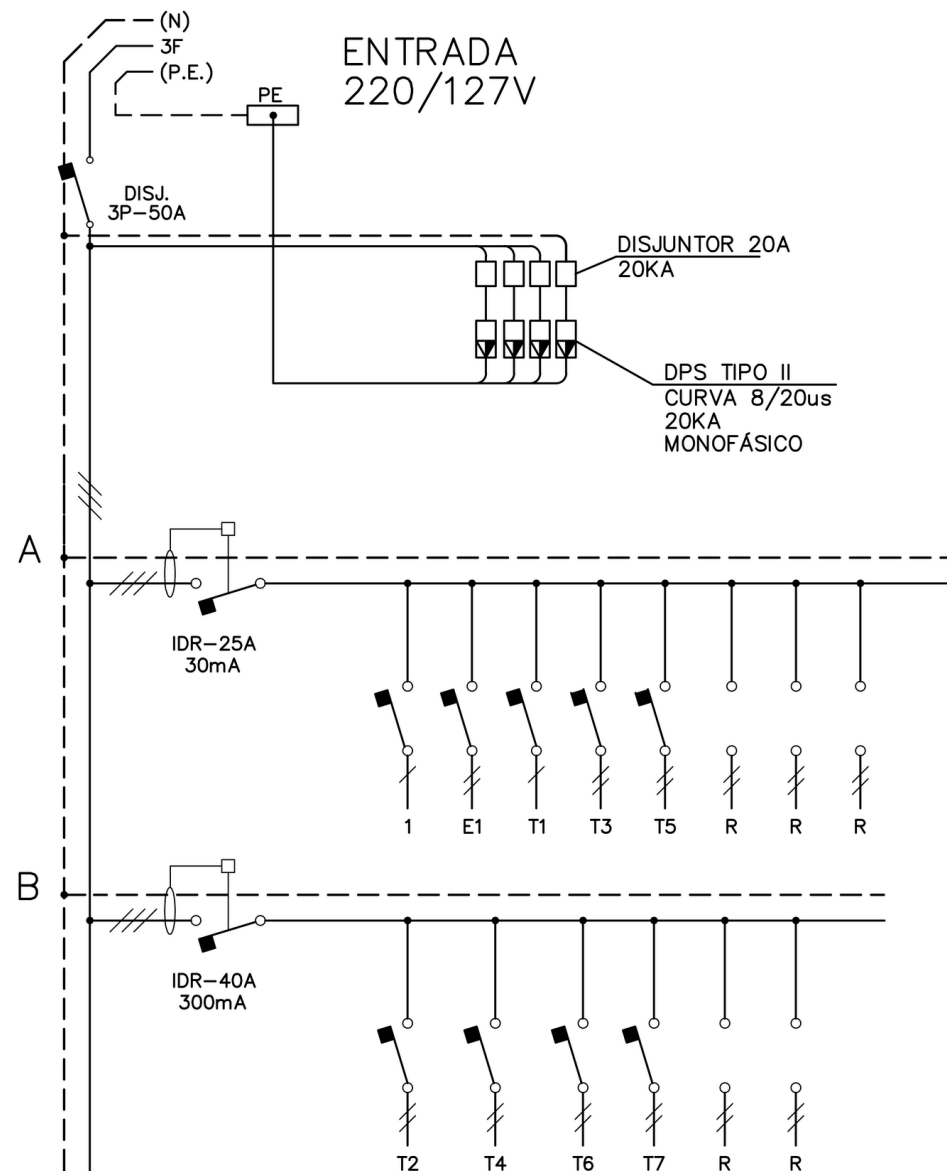 (N)
3F
(P.E.)
ENTRADA
220/127V
PE
DISJ.
3P-50A
DISJUNTOR 20A
20KA
DPS TIPO II
CURVA 8/20us
20KA
MONOFÁSICO
A
IDR-25A
30mA
1 E1 T1 T3 T5 R R R
B
IDR-40A
300mA
T2 T4 T6 T7 R R